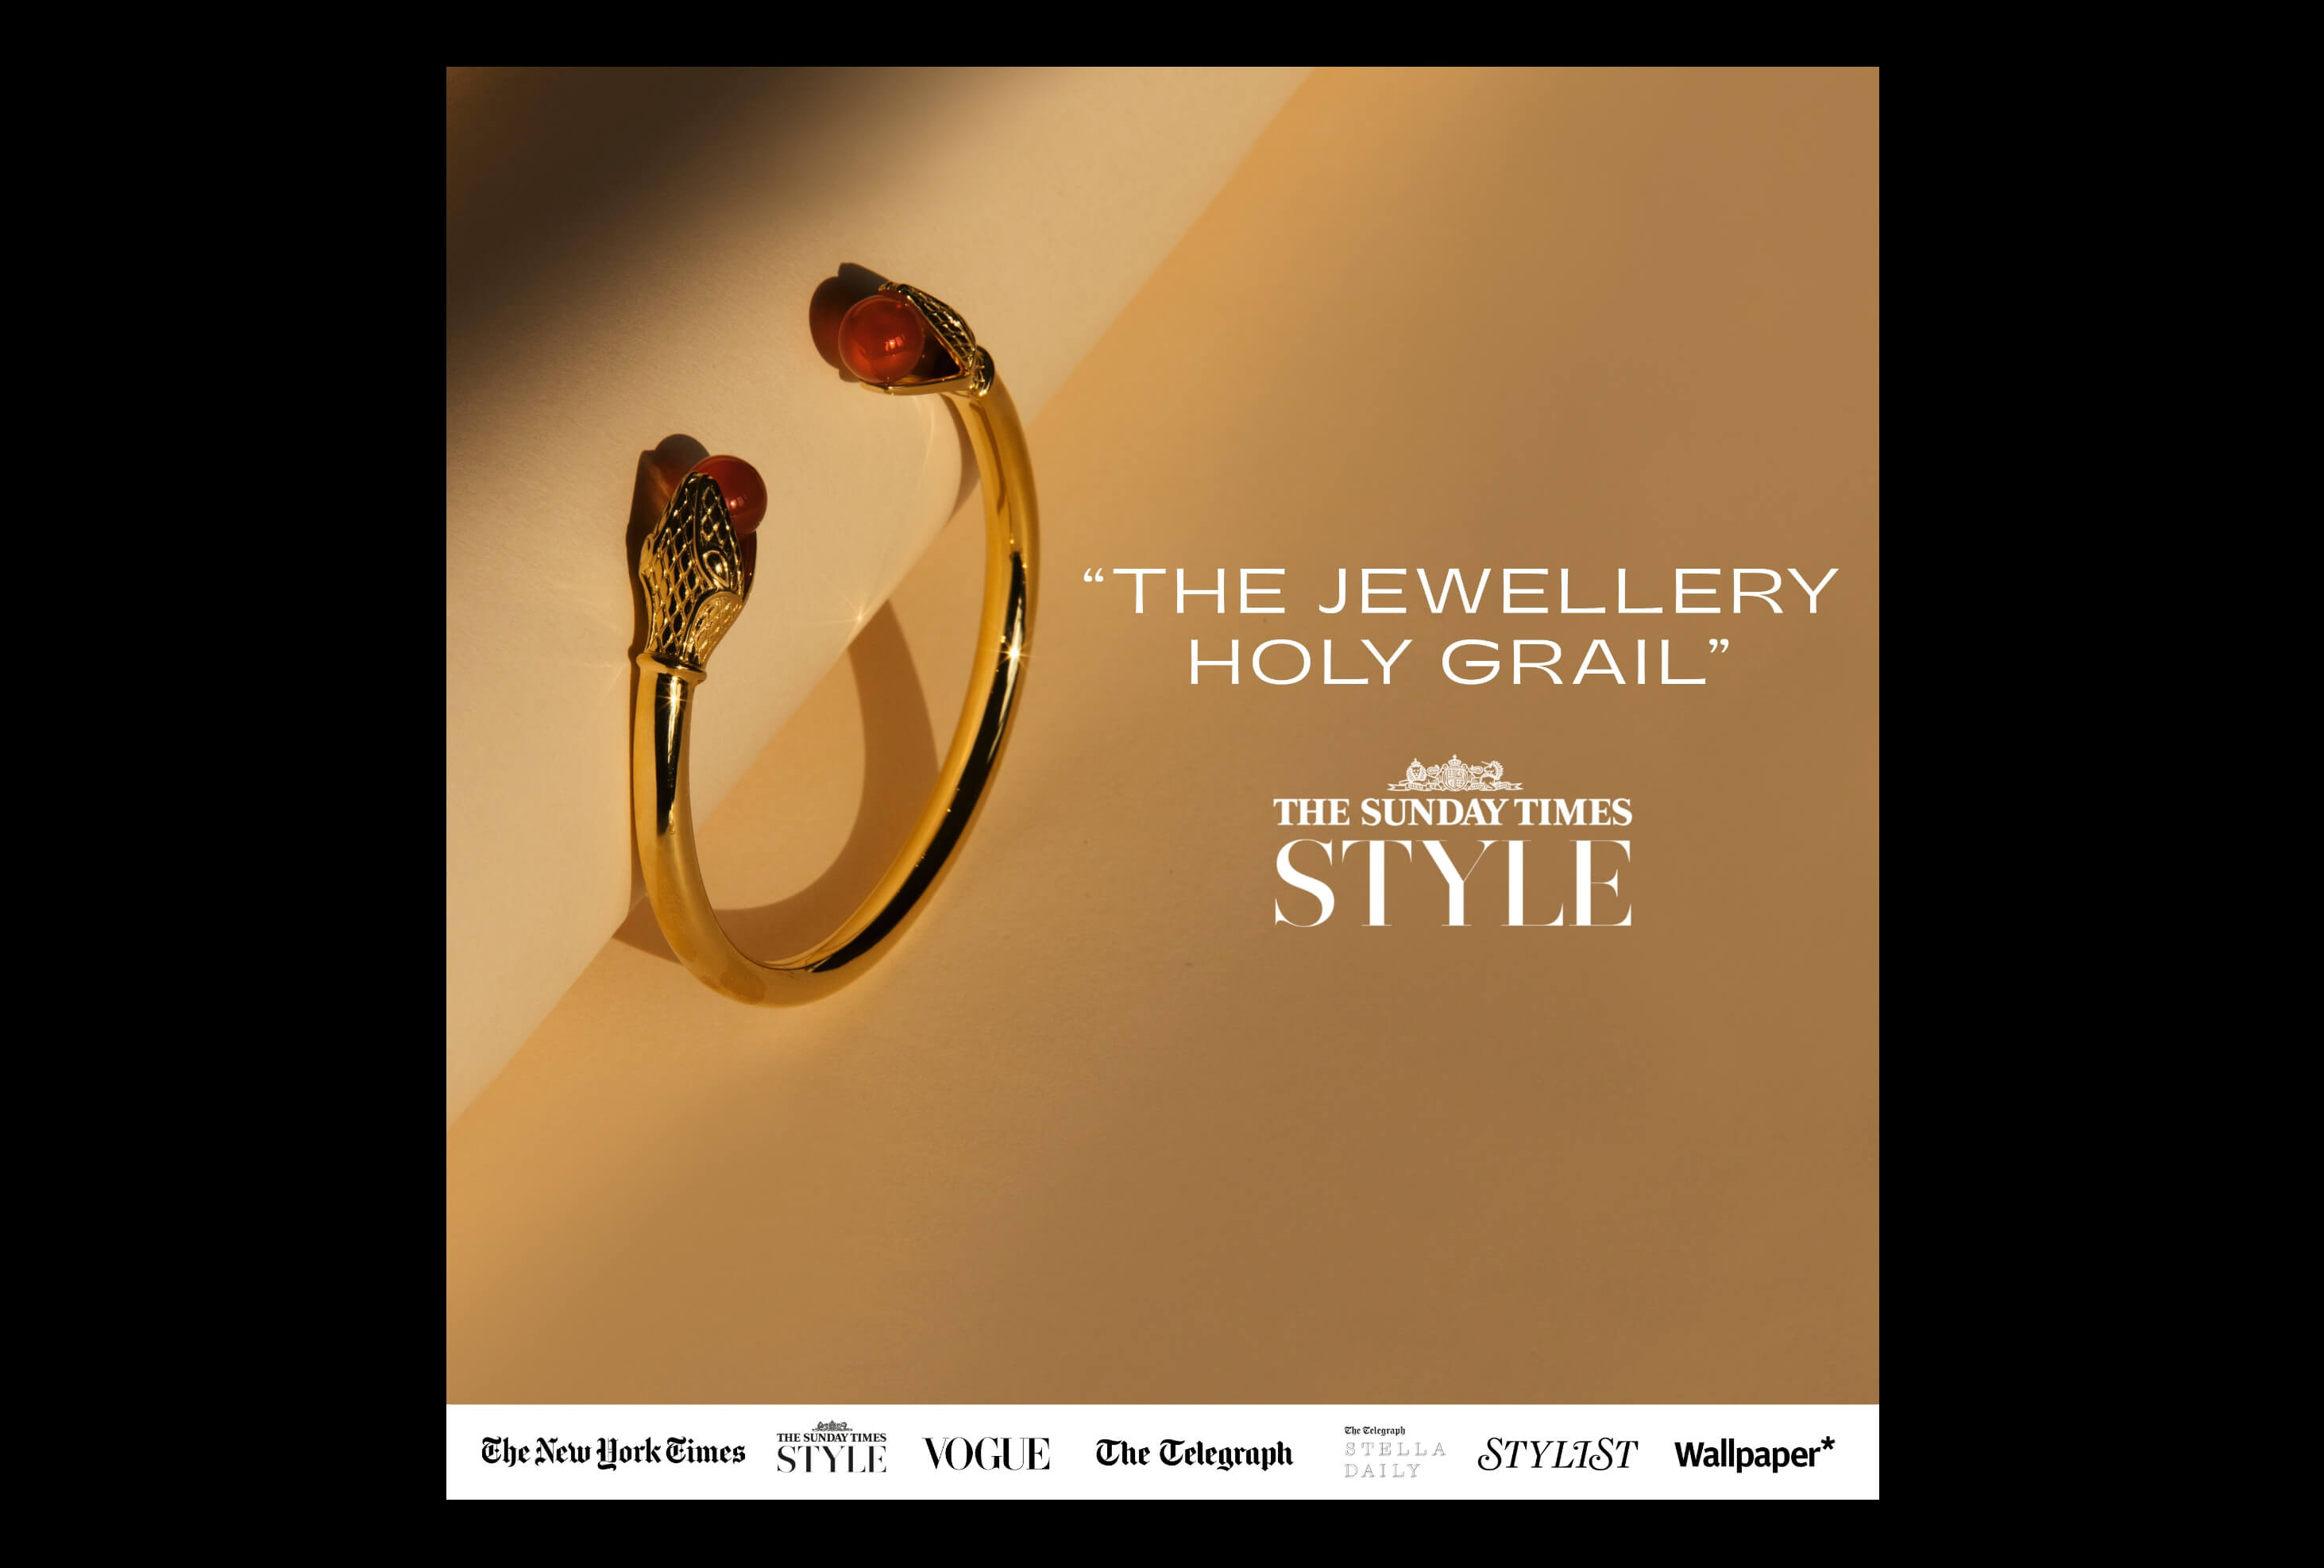 “THE JEWELLERY
HOLY GRAIL”
THE SUNDAY TIMES
STYLE
The New York Times
THE SUNDAY TIMES
STYLE
VOGUE
The Telegraph
The Telegraph
STELLA
DAILY
STYLIST
Wallpaper*